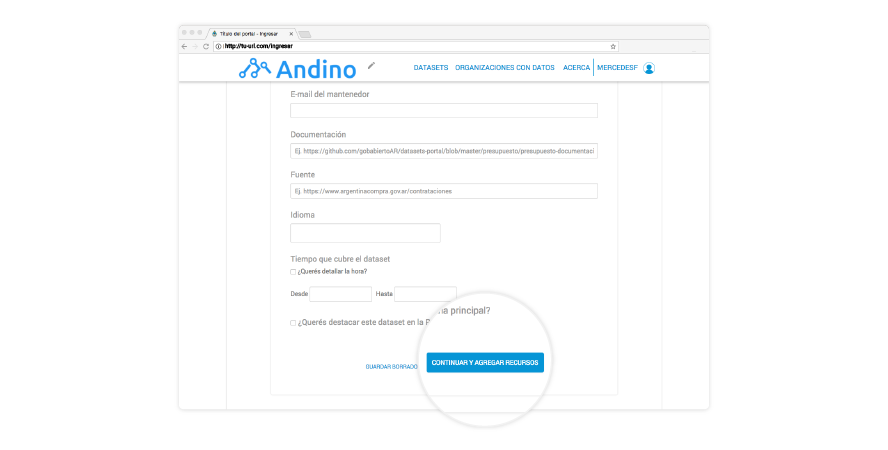 Título del portal - Ingresar
http://tu-url.com/ingresar
Andino
DATASETS ORGANIZACIONES CON DATOS ACERCA MERCEDESF
E-mail del mantenedor
Documentación
Ej. https://github.com/gobabiertoAR/datasets-portal/blob/master/presupuesto/presupuesto-documentaci
Fuente
Ej. https://www.argentinacompra.gov.ar/contrataciones
Idioma
Tiempo que cubre el dataset
¿Querés detallar la hora?
Desde Hasta
na principal?
¿Querés destacar este dataset en la P
GUARDAR BORRADO
CONTINUAR Y AGREGAR RECURSOS